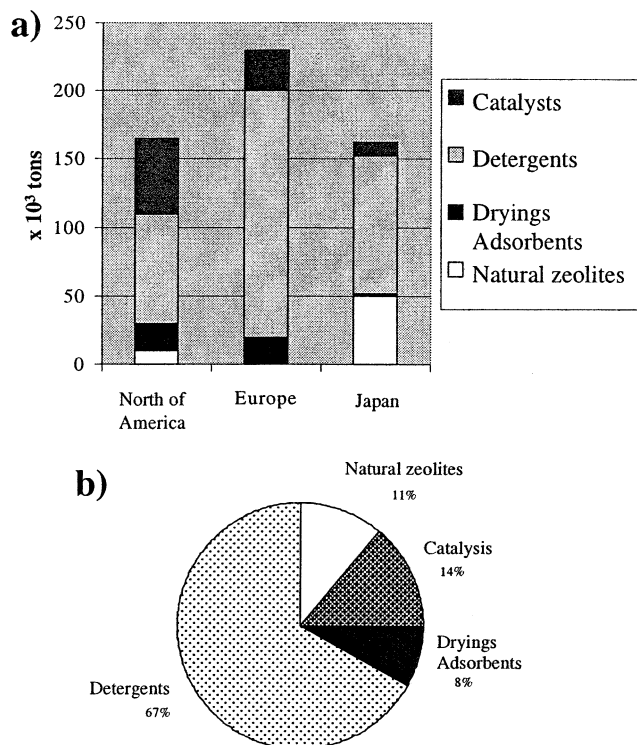 a)
250
200
150
100
50
0
x 10³ tons
North of
America
Europe
Japan
Catalysts
Detergents
Dryings
Adsorbents
Natural zeolites
b)
Natural zeolites
11%
Catalysis
14%
Dryings
Adsorbents
8%
Detergents
67%